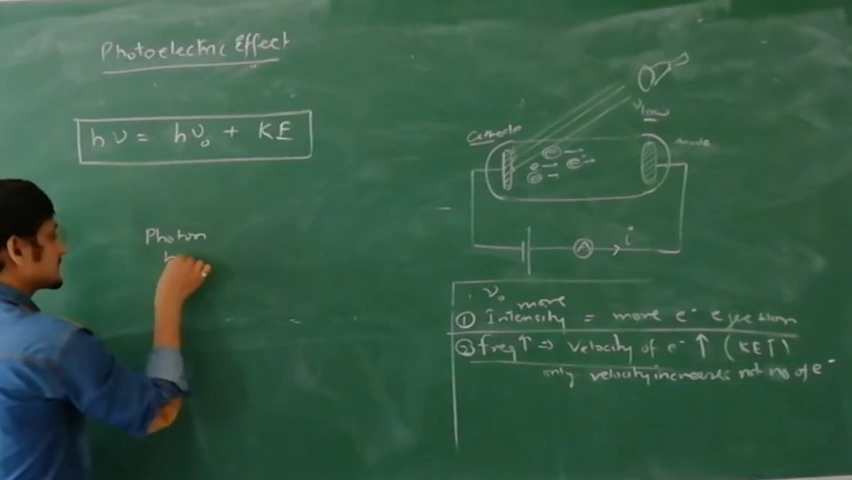 Photoelectric Effect
hν = hν₀ + KE
Photon
h
ν low
Cathode
e⁻
e⁻
e⁻
A
i
ν₀
more
① Intensity = more e⁻ ejection
② freq ↑ ⇒ velocity of e⁻ ↑ (KE↑)
only velocity increases not no of e⁻